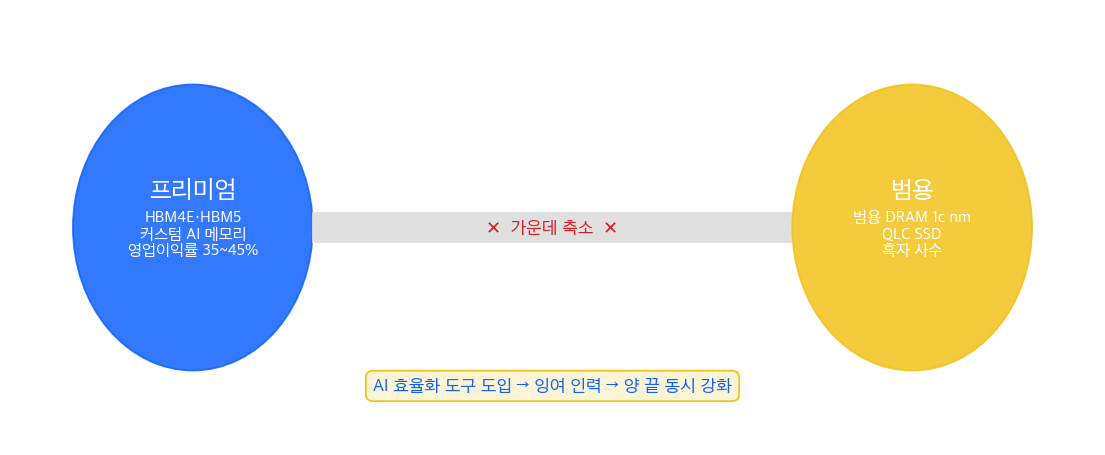 프리미엄
HBM4E·HBM5
커스텀 AI 메모리
영업이익률 35~45%
✕ 가운데 축소 ✕
범용
범용 DRAM 1c nm
QLC SSD
흑자 사수
AI 효율화 도구 도입 → 잉여 인력 → 양 끝 동시 강화